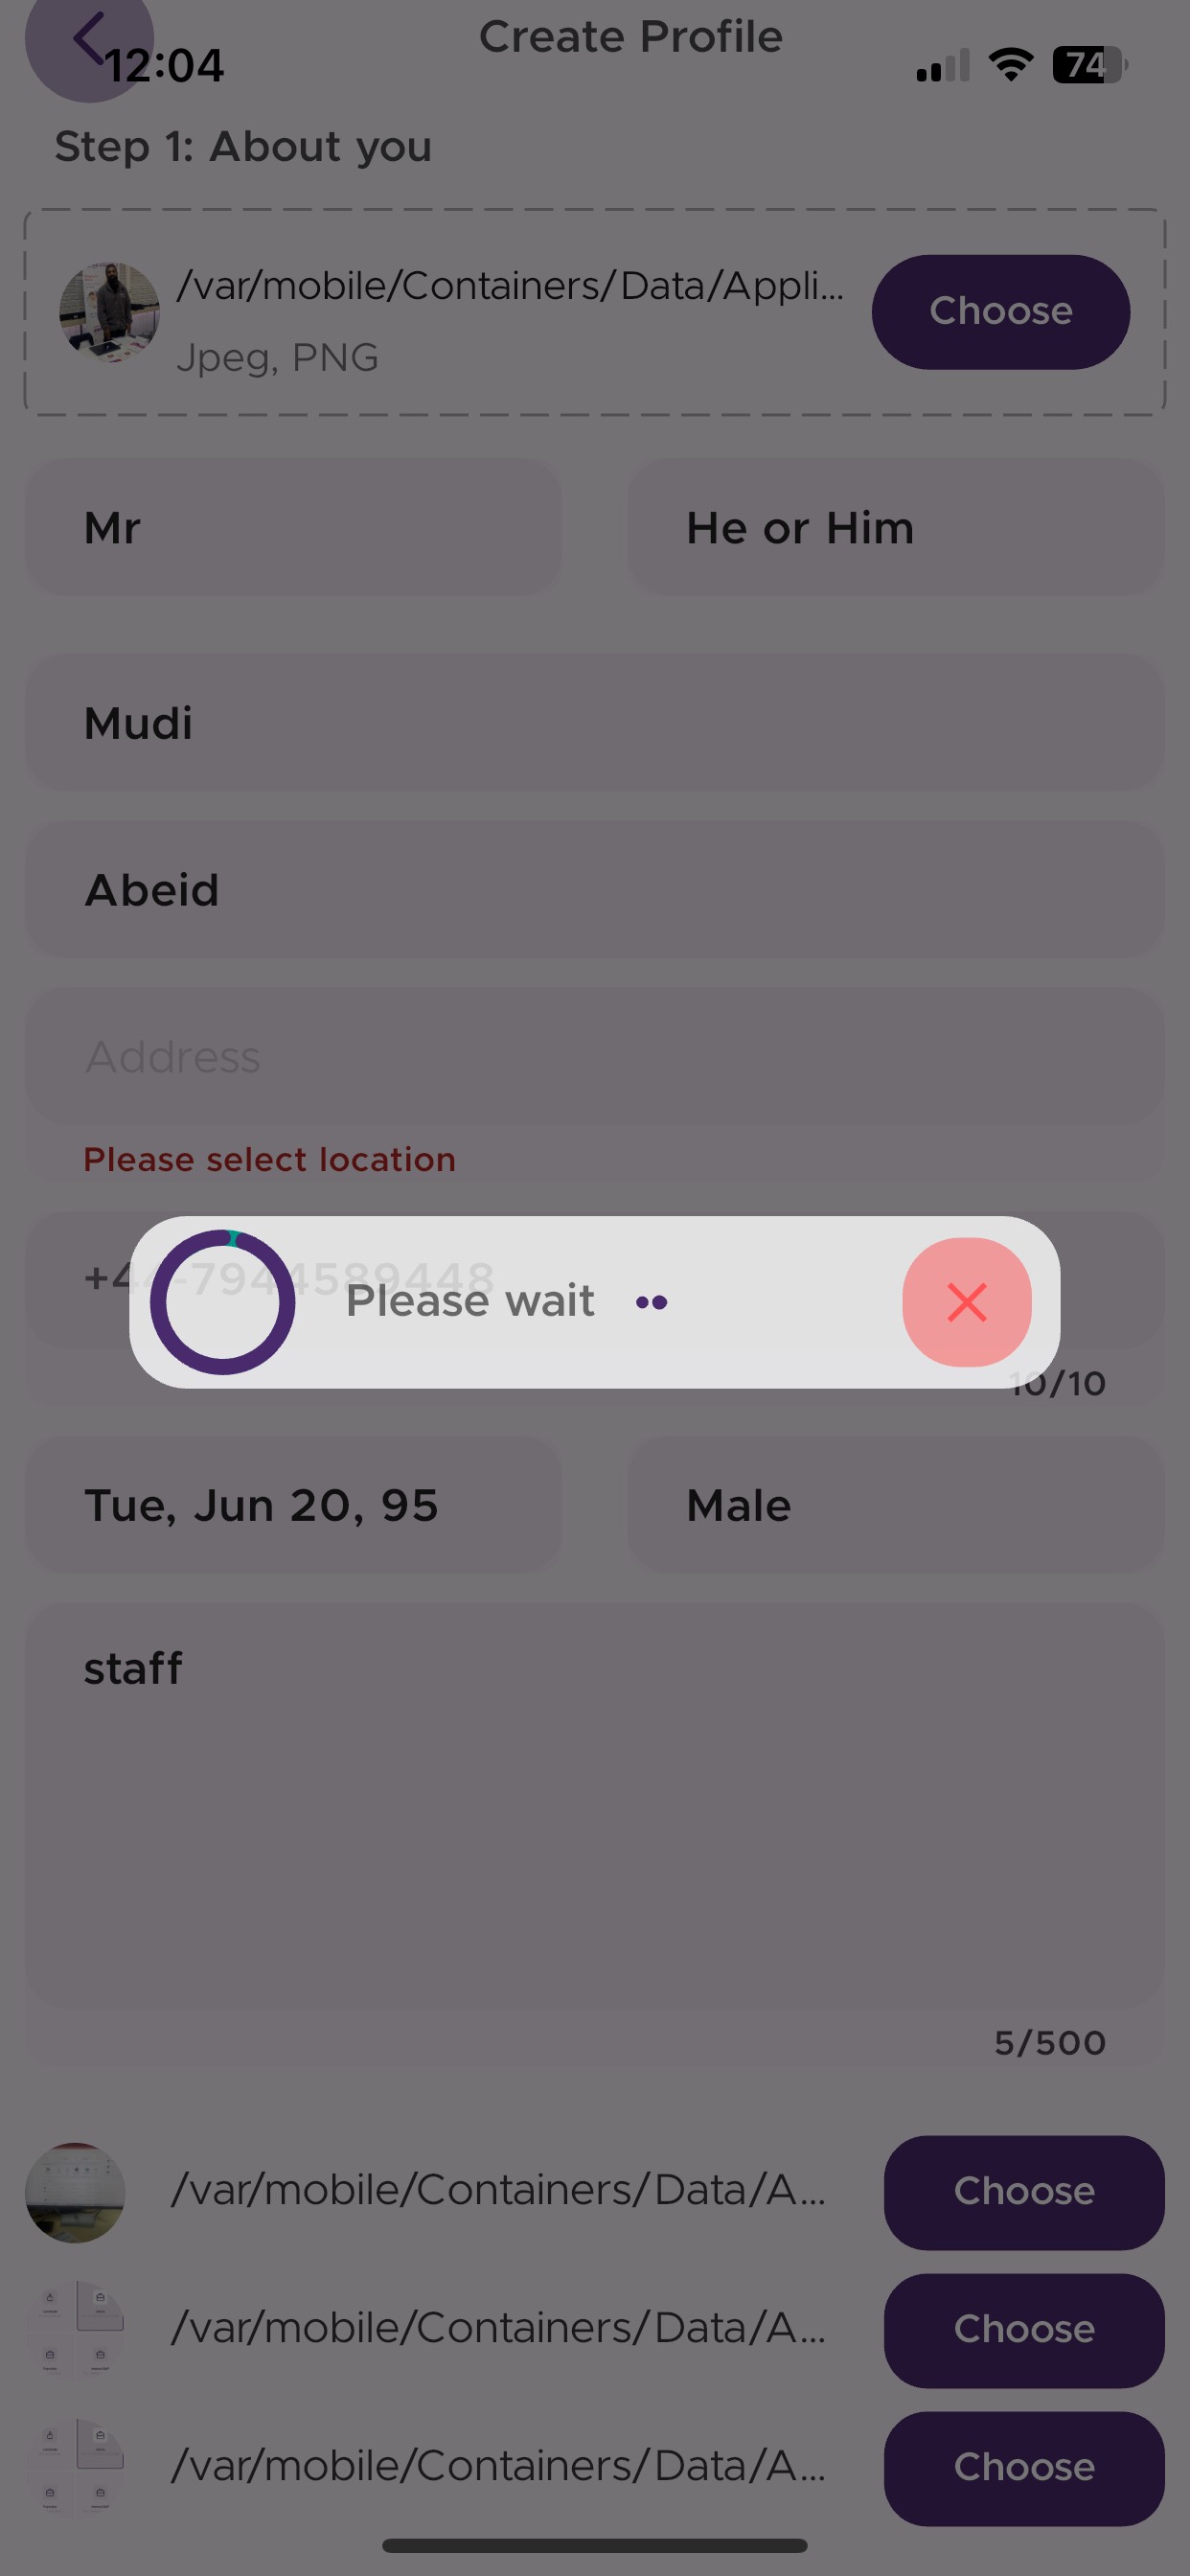 Create Profile
12:04
74
Step 1: About you
/var/mobile/Containers/Data/Appli...
Choose
Jpeg, PNG
Mr
He or Him
Mudi
Abeid
Address
Please select location
+44-7944589448
Please wait
10/10
Tue, Jun 20, 95
Male
staff
5/500
/var/mobile/Containers/Data/A...
Choose
/var/mobile/Containers/Data/A...
Choose
/var/mobile/Containers/Data/A...
Choose